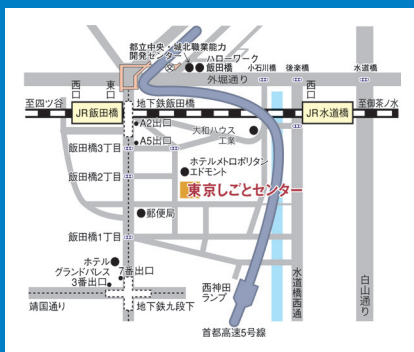 都立中央・城北職業能力
開発センター
ハローワーク
飯田橋
小石川橋
後楽橋
水道橋
外堀通り
西口
東口
西口
至四ツ谷
JR飯田橋
地下鉄飯田橋
JR水道橋
至御茶ノ水
A2出口
大和ハウス
工業
飯田橋3丁目
A5出口
ホテルメトロポリタン
エドモント
飯田橋2丁目
東京しごとセンター
郵便局
飯田橋1丁目
ホテル
グランドパレス
7番出口
3番出口
西神田
ランプ
水道橋西通り
白山通り
靖国通り
地下鉄九段下
首都高速5号線